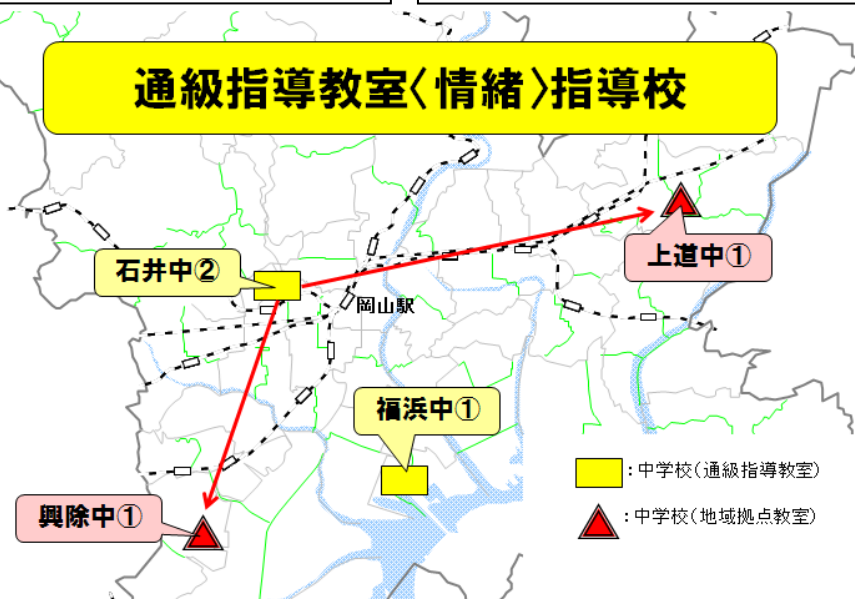 通級指導教室〈情緒〉指導校
上道中①
石井中②
岡山駅
福浜中①
:中学校(通級指導教室)
興除中①
:中学校(地域拠点教室)